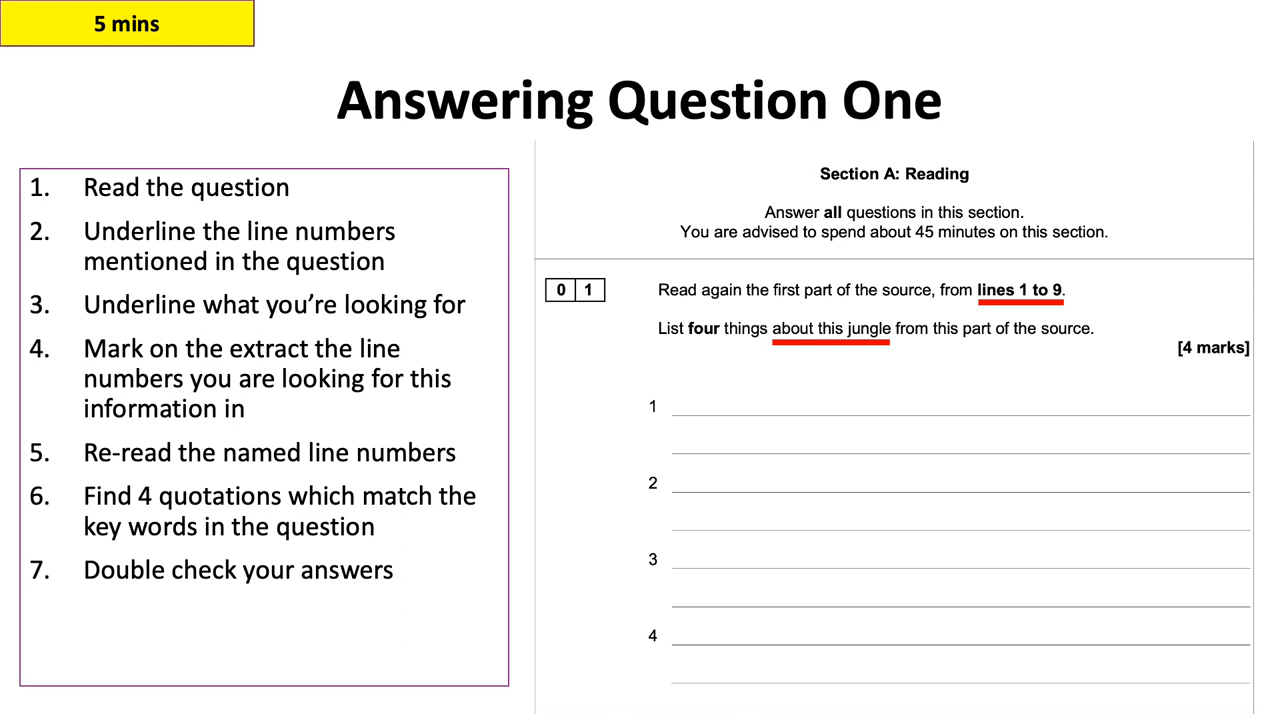 5 mins
Answering Question One
1. Read the question
2. Underline the line numbers
mentioned in the question
3. Underline what you’re looking for
4. Mark on the extract the line
numbers you are looking for this
information in
5. Re-read the named line numbers
6. Find 4 quotations which match the
key words in the question
7. Double check your answers
Section A: Reading
Answer all questions in this section.
You are advised to spend about 45 minutes on this section.
0 1 Read again the first part of the source, from lines 1 to 9.
List four things about this jungle from this part of the source.
[4 marks]
1
2
3
4